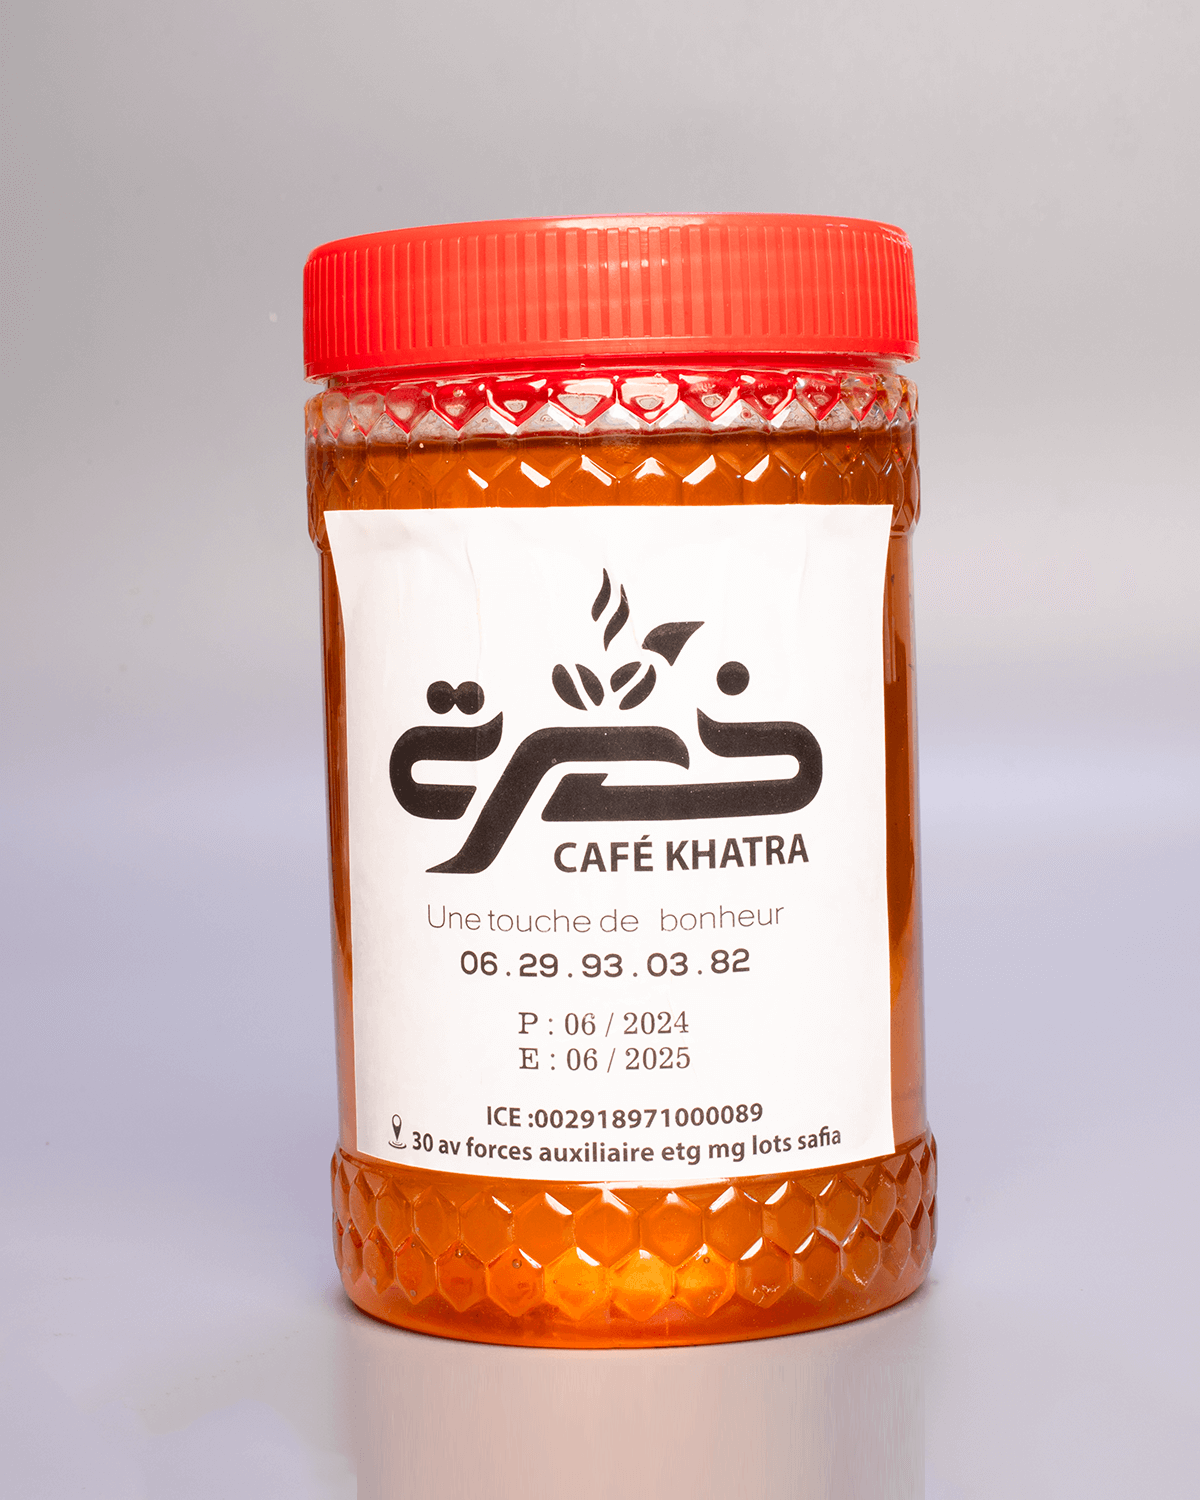 خطرة
CAFÉ KHATRA
Une touche de bonheur
06.29.93.03.82
P : 06 / 2024
E : 06 / 2025
ICE :002918971000089
30 av forces auxiliaire etg mg lots safia